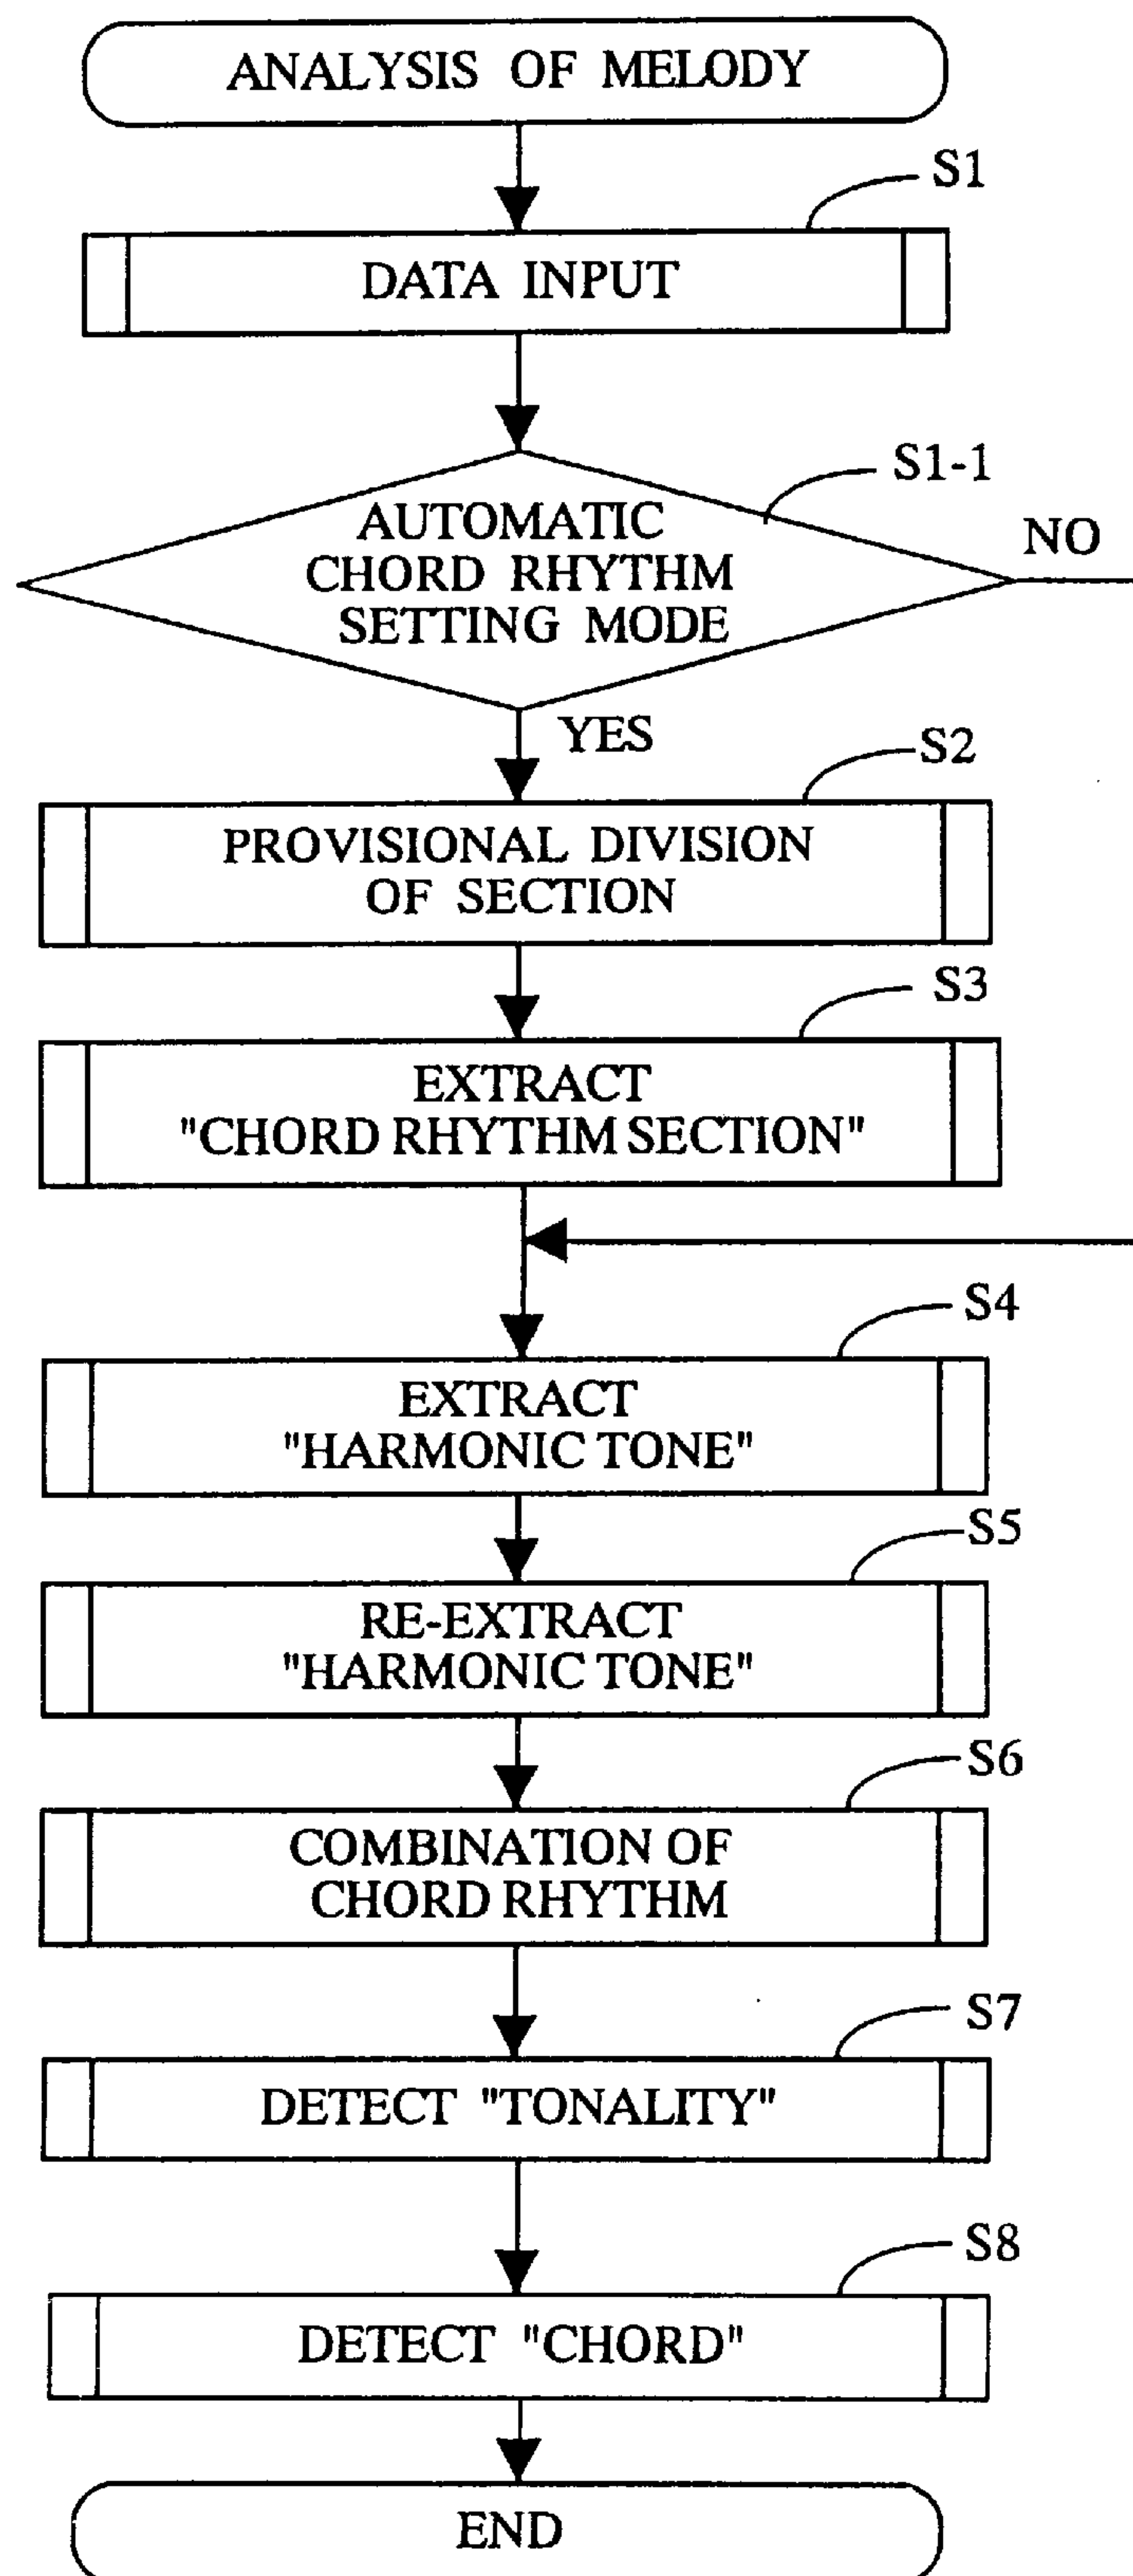 ANALYSIS OF MELODY
S1
DATA INPUT
S1-1
AUTOMATIC
CHORD RHYTHM
SETTING MODE
NO
YES
S2
PROVISIONAL DIVISION
OF SECTION
S3
EXTRACT
"CHORD RHYTHM SECTION"
S4
EXTRACT
"HARMONIC TONE"
S5
RE-EXTRACT
"HARMONIC TONE"
S6
COMBINATION OF
CHORD RHYTHM
S7
DETECT "TONALITY"
S8
DETECT "CHORD"
END